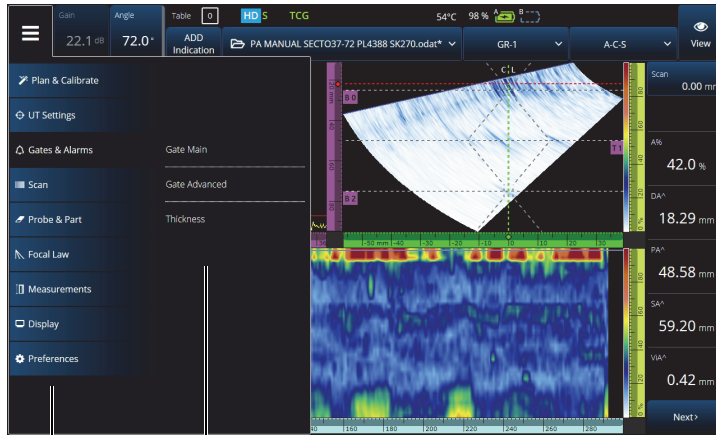 Gain
22.1 dB
Angle
72.0°
Table 0
HD S TCG
54°C 98 % A B
ADD
Indication
PA MANUAL SECTO37-72 PL4388 SK270.odat*
GR-1
A-C-S
View
Plan & Calibrate
UT Settings
Gates & Alarms
Scan
Probe & Part
Focal Law
Measurements
Display
Preferences
Gate Main
Gate Advanced
Thickness
C L
B 0
T 1
B 2
-50 mm -40 -30 -20 -10 0 10 20 30
160 180 200 220 240 260 280
Scan
0.00 mm
A%
42.0 %
DA^
18.29 mm
PA^
48.58 mm
SA^
59.20 mm
ViA^
0.42 mm
Next>